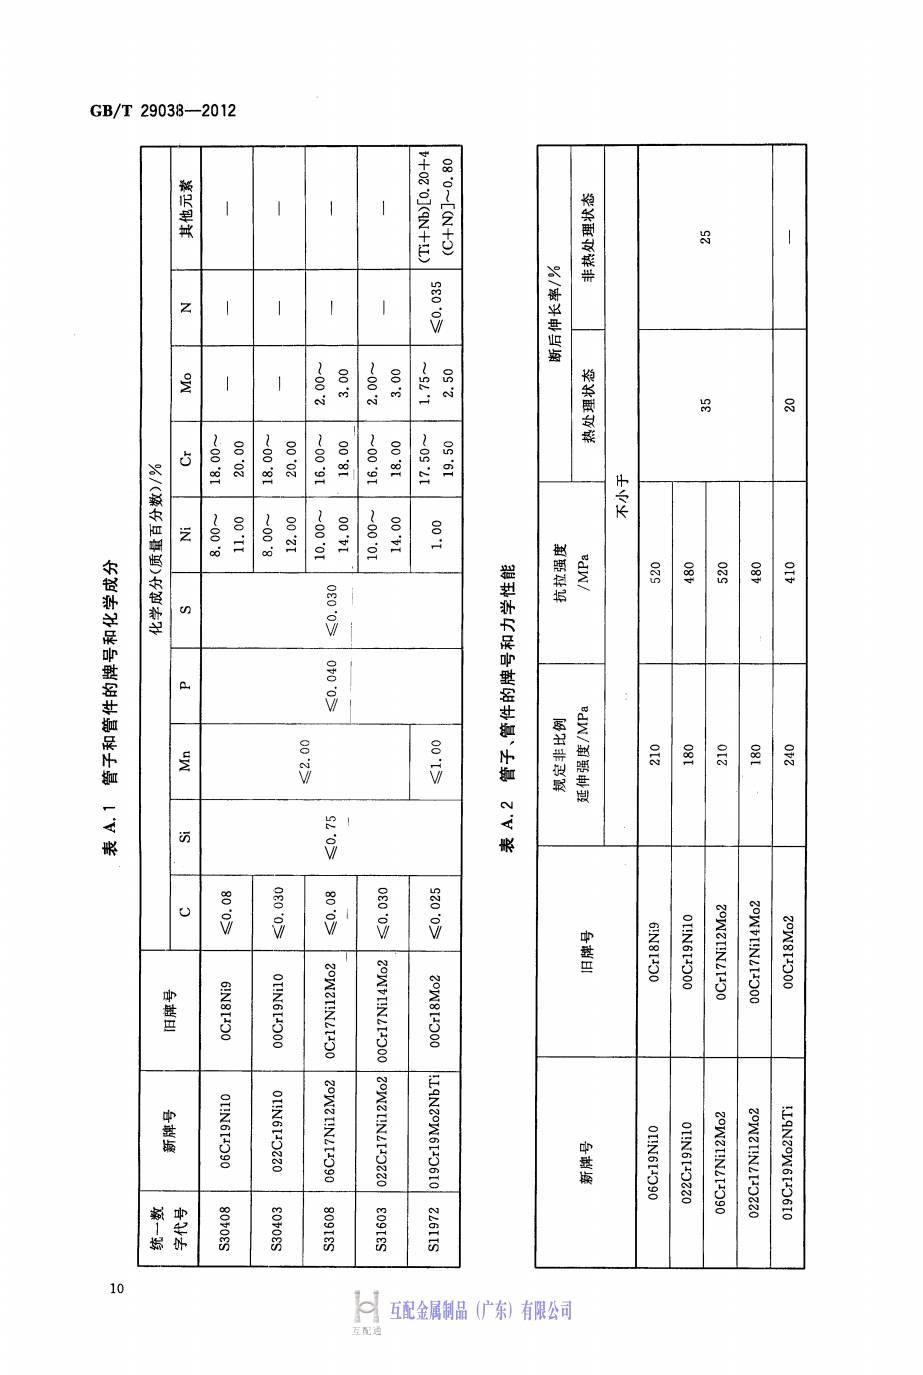 GB/T 29038—2012
表 A.1 管子和管件的牌号和化学成分
统一数字代号 新牌号 旧牌号 化学成分(质量百分数)/%
C Si Mn P S Ni Cr Mo N 其他元素
S30408 06Cr19Ni10 0Cr18Ni9 ≤0.08 ≤0.75 ≤2.00 ≤0.040 ≤0.030 8.00～11.00 18.00～20.00 — — —
S30403 022Cr19Ni10 00Cr19Ni10 ≤0.030 8.00～12.00 18.00～20.00 — — —
S31608 06Cr17Ni12Mo2 0Cr17Ni12Mo2 ≤0.08 10.00～14.00 16.00～18.00 2.00～3.00 — —
S31603 022Cr17Ni12Mo2 00Cr17Ni14Mo2 ≤0.030 10.00～14.00 16.00～18.00 2.00～3.00 — —
S11972 019Cr19Mo2NbTi 00Cr18Mo2 ≤0.025 ≤1.00 1.00 17.50～19.50 1.75～2.50 ≤0.035 (Ti+Nb)[0.20+4(C+N)]～0.80
表 A.2 管子、管件的牌号和力学性能
新牌号 旧牌号 规定非比例延伸强度/MPa 抗拉强度/MPa 断后伸长率/%
热处理状态 非热处理状态
不小于
06Cr19Ni10 0Cr18Ni9 210 520 35 25
022Cr19Ni10 00Cr19Ni10 180 480
06Cr17Ni12Mo2 0Cr17Ni12Mo2 210 520
022Cr17Ni12Mo2 00Cr17Ni14Mo2 180 480
019Cr19Mo2NbTi 00Cr18Mo2 240 410 20 —
10
互配金属制品（广东）有限公司
互配通